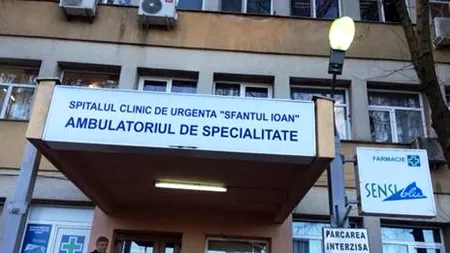 SPITALUL CLINIC DE URGENTA "SFANTUL IOAN"
AMBULATORIUL DE SPECIALITATE
FARMACIE
SENSiblu
PARCAREA
INTERZISA